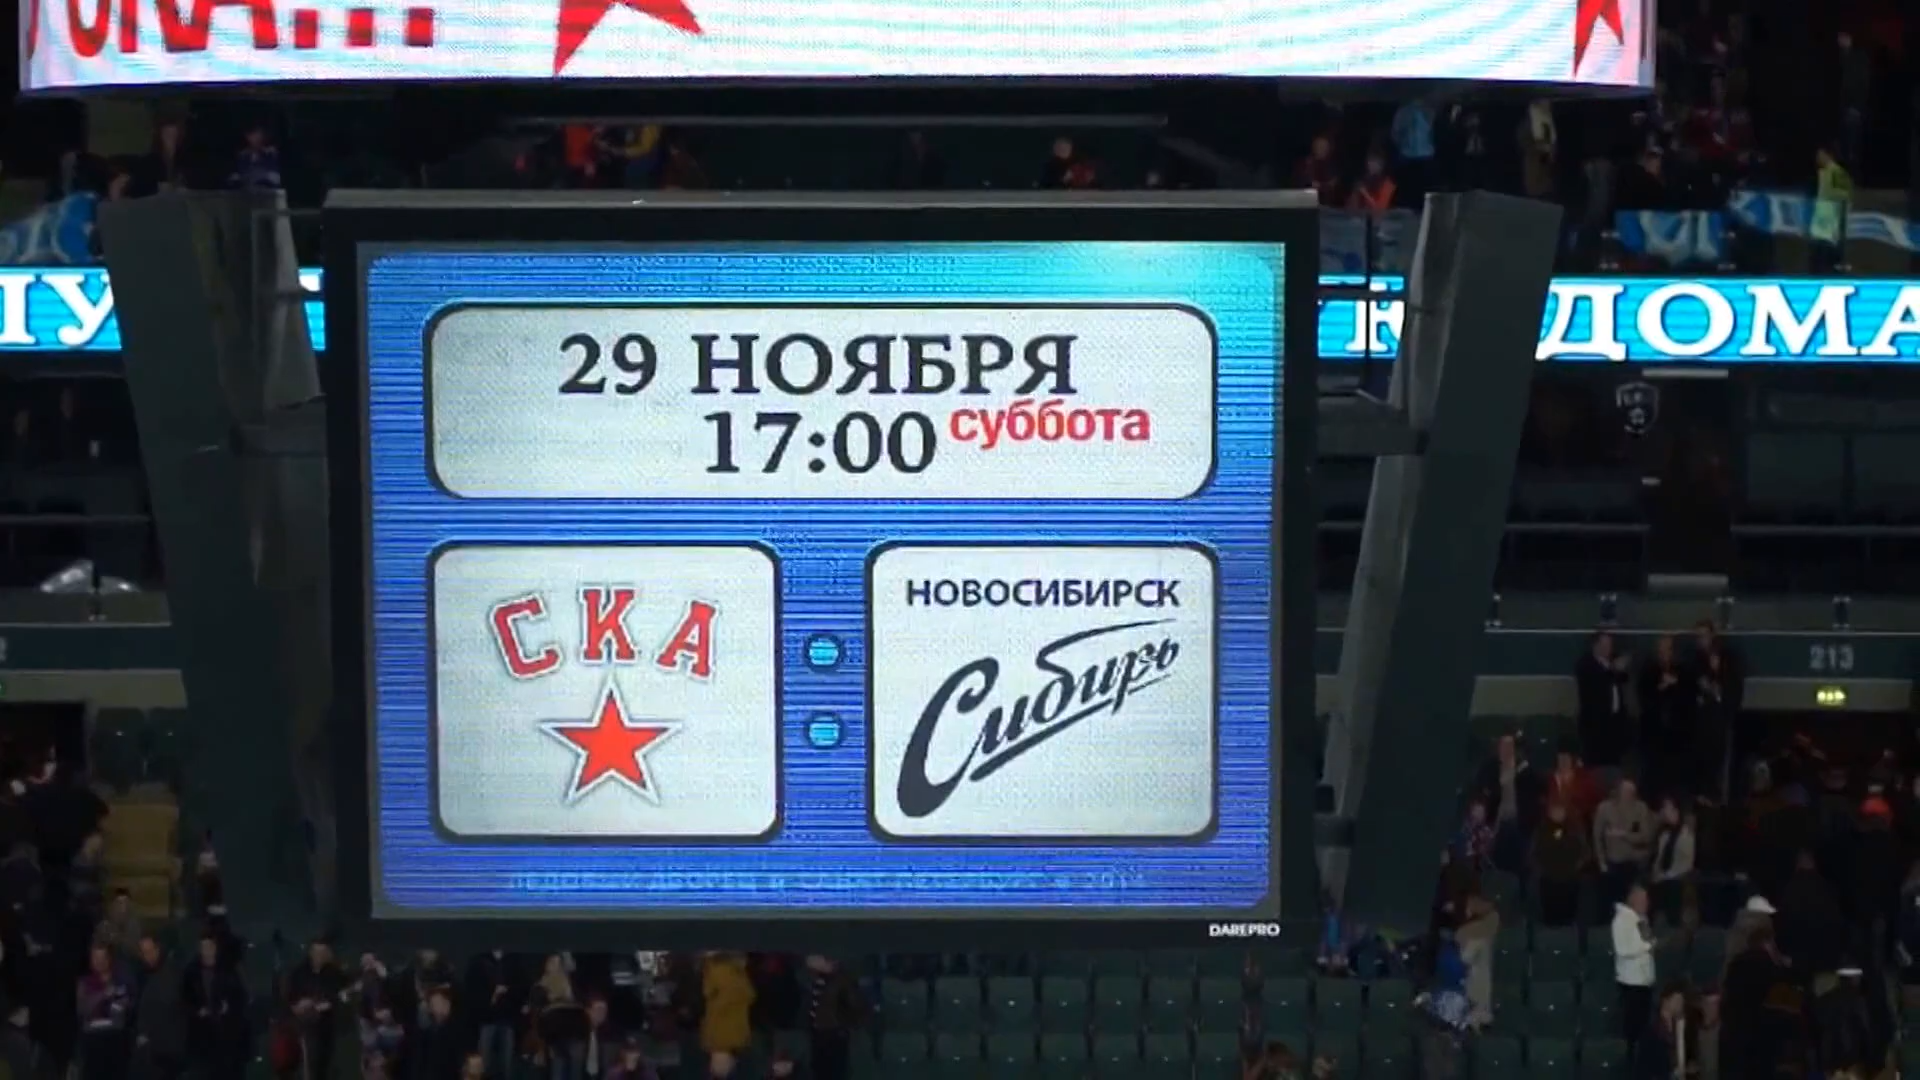 29 НОЯБРЯ
17:00 суббота
СКА
НОВОСИБИРСК
Сибирь
ДОМА
213
DAREPRO